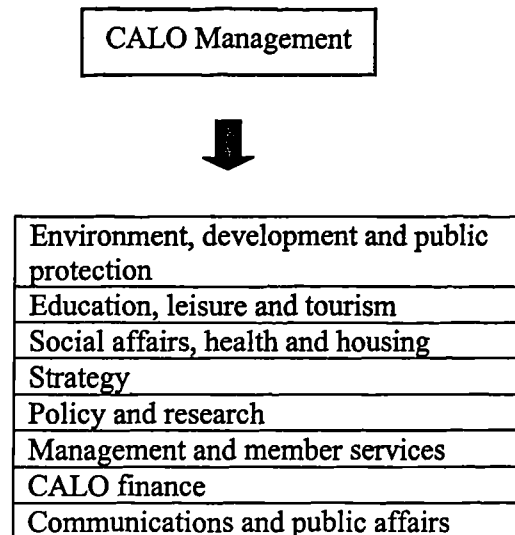 CALO Management
Environment, development and public
protection
Education, leisure and tourism
Social affairs, health and housing
Strategy
Policy and research
Management and member services
CALO finance
Communications and public affairs